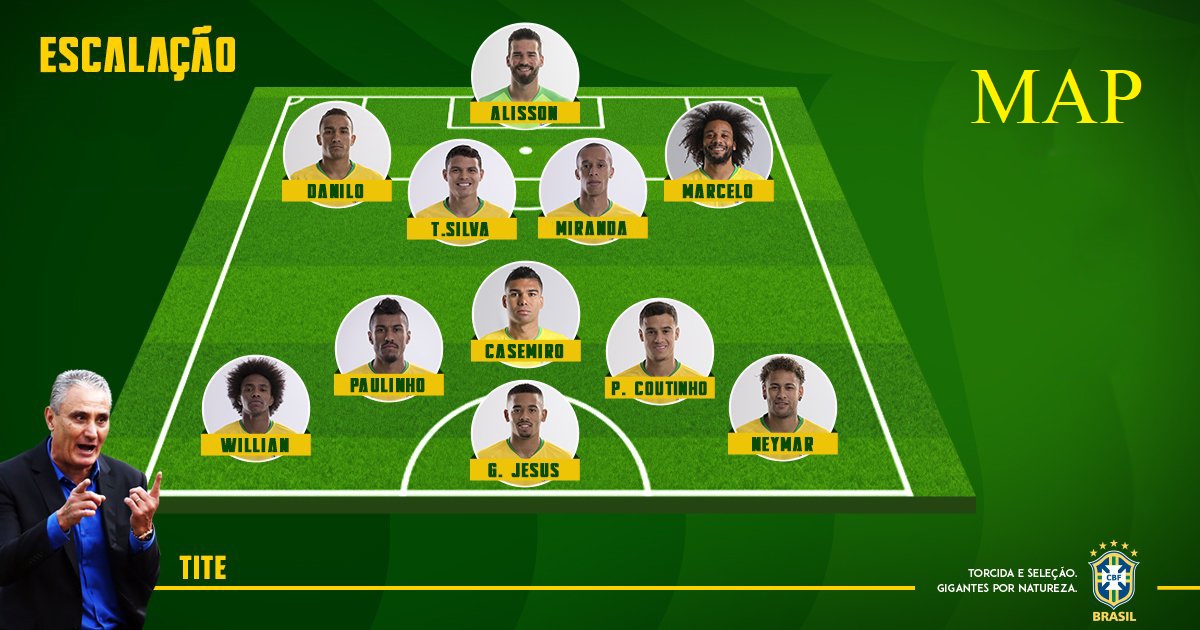 ESCALAÇÃO
MAP
ALISSON
DANILO
MARCELO
T.SILVA
MIRANDA
CASEMIRO
PAULINHO
P. COUTINHO
WILLIAN
NEYMAR
G. JESUS
TITE
TORCIDA E SELEÇÃO.
GIGANTES POR NATUREZA.
CBF
BRASIL